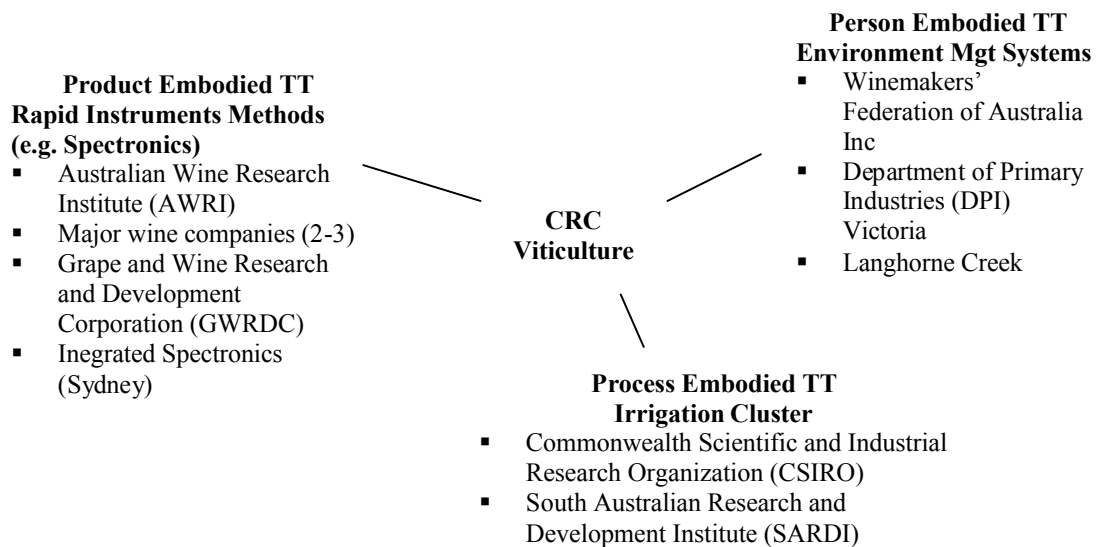 Person Embodied TT
Environment Mgt Systems
▪ Winemakers’
Federation of Australia
Inc
▪ Department of Primary
Industries (DPI)
Victoria
▪ Langhorne Creek
Product Embodied TT
Rapid Instruments Methods
(e.g. Spectronics)
▪ Australian Wine Research
Institute (AWRI)
▪ Major wine companies (2-3)
▪ Grape and Wine Research
and Development
Corporation (GWRDC)
▪ Inegrated Spectronics
(Sydney)
CRC
Viticulture
Process Embodied TT
Irrigation Cluster
▪ Commonwealth Scientific and Industrial
Research Organization (CSIRO)
▪ South Australian Research and
Development Institute (SARDI)